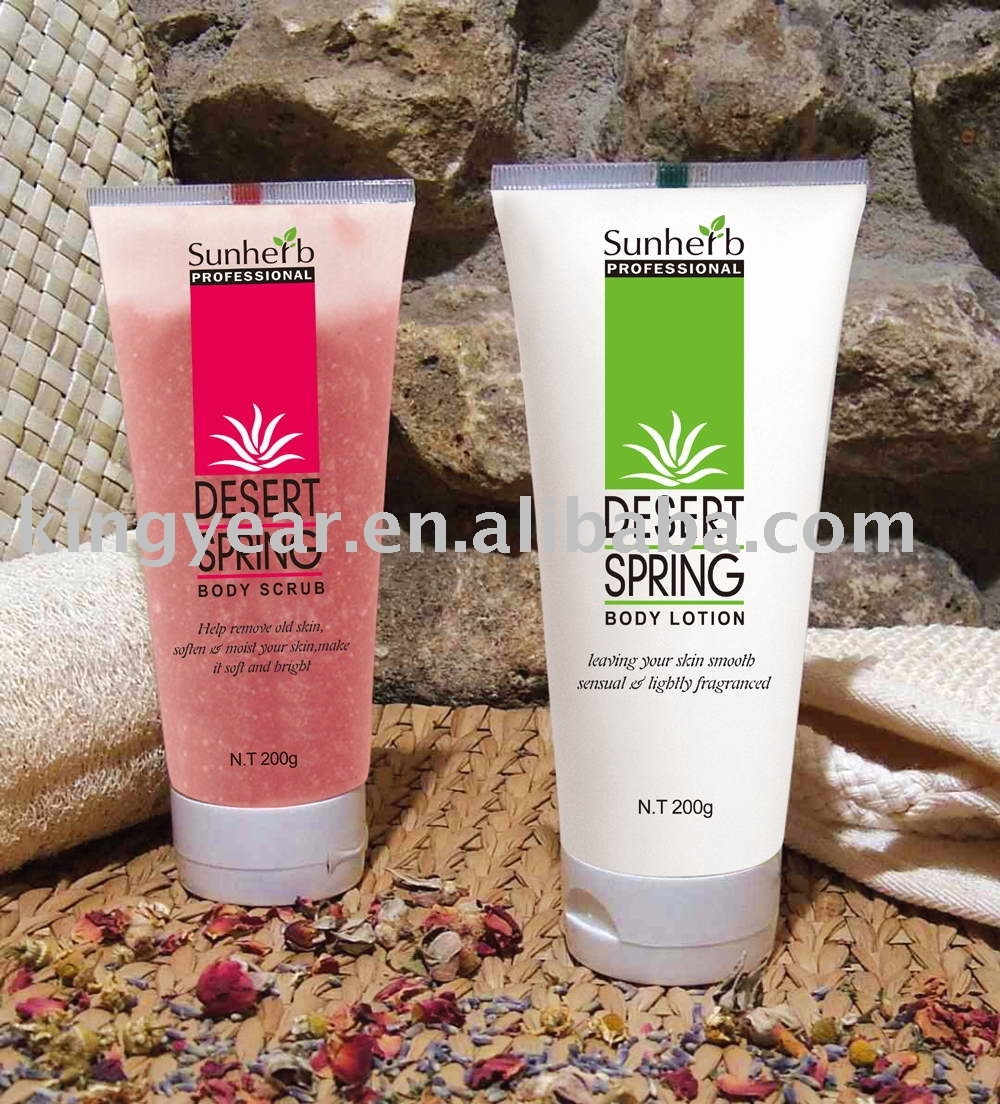 Sunherb
PROFESSIONAL
DESERT
SPRING
BODY SCRUB
Help remove old skin,
soften & moist your skin,make
it soft and bright
N.T 200g
Sunherb
PROFESSIONAL
DESERT
SPRING
BODY LOTION
leaving your skin smooth
sensual & lightly fragranced
N.T 200g
kingyear.en.alibaba.com